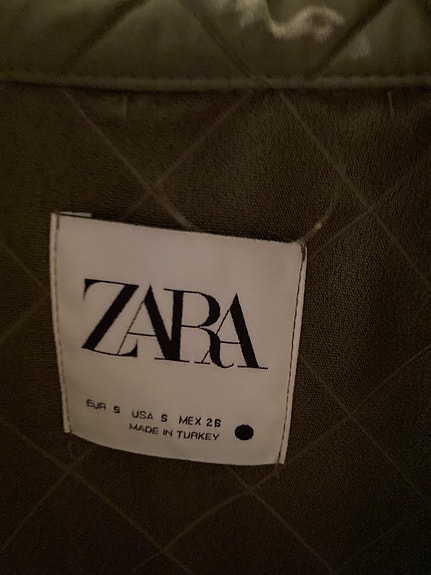 ZARA
EUR S USA S MEX 26
MADE IN TURKEY